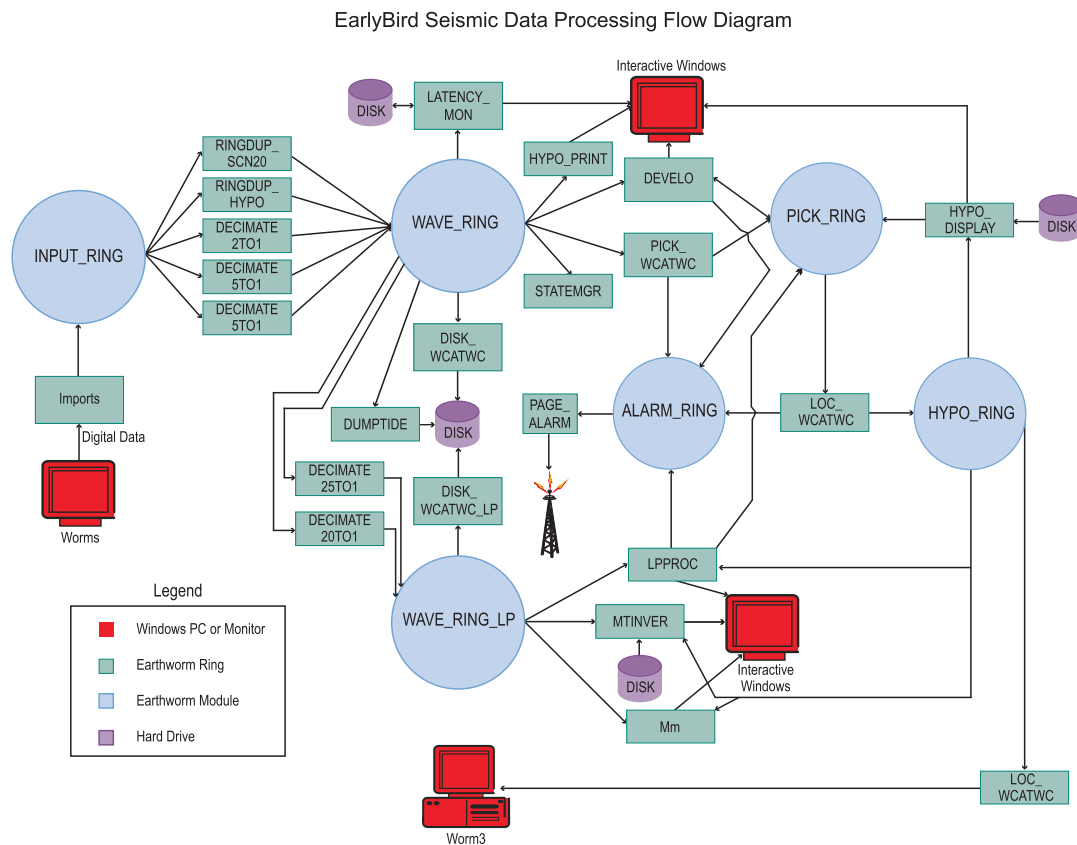 EarlyBird Seismic Data Processing Flow Diagram
Interactive Windows
DISK
LATENCY_
MON
RINGDUP_
SCN20
RINGDUP_
HYPO
DECIMATE
2TO1
DECIMATE
5TO1
DECIMATE
5TO1
INPUT_RING
WAVE_RING
HYPO_PRINT
DEVELO
PICK_
WCATWC
STATEMGR
PICK_RING
HYPO_
DISPLAY
DISK
Imports
Digital Data
Worms
DISK_
WCATWC
DUMPTIDE
DISK
PAGE_
ALARM
ALARM_RING
LOC_
WCATWC
HYPO_RING
DECIMATE
25TO1
DECIMATE
20TO1
DISK_
WCATWC_LP
WAVE_RING_LP
LPPROC
MTINVER
DISK
Interactive
Windows
Mm
Legend
Windows PC or Monitor
Earthworm Ring
Earthworm Module
Hard Drive
LOC_
WCATWC
Worm3